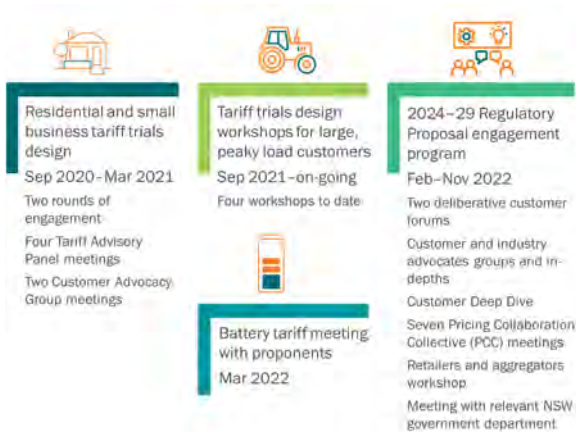 Residential and small
business tariff trials
design
Sep 2020–Mar 2021
Two rounds of
engagement
Four Tariff Advisory
Panel meetings
Two Customer Advocacy
Group meetings
Tariff trials design
workshops for large,
peaky load customers
Sep 2021–on-going
Four workshops to date
Battery tariff meeting
with proponents
Mar 2022
2024–29 Regulatory
Proposal engagement
program
Feb–Nov 2022
Two deliberative customer
forums
Customer and industry
advocates groups and in-
depths
Customer Deep Dive
Seven Pricing Collaboration
Collective (PCC) meetings
Retailers and aggregators
workshop
Meeting with relevant NSW
government department